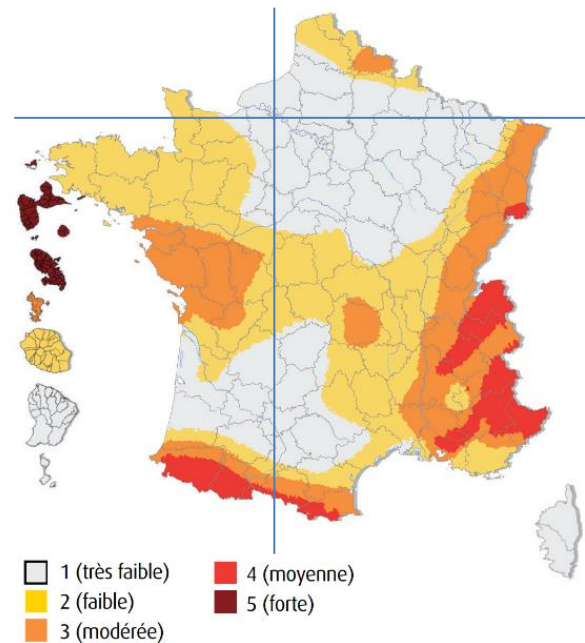 1 (très faible)
2 (faible)
3 (modérée)
4 (moyenne)
5 (forte)